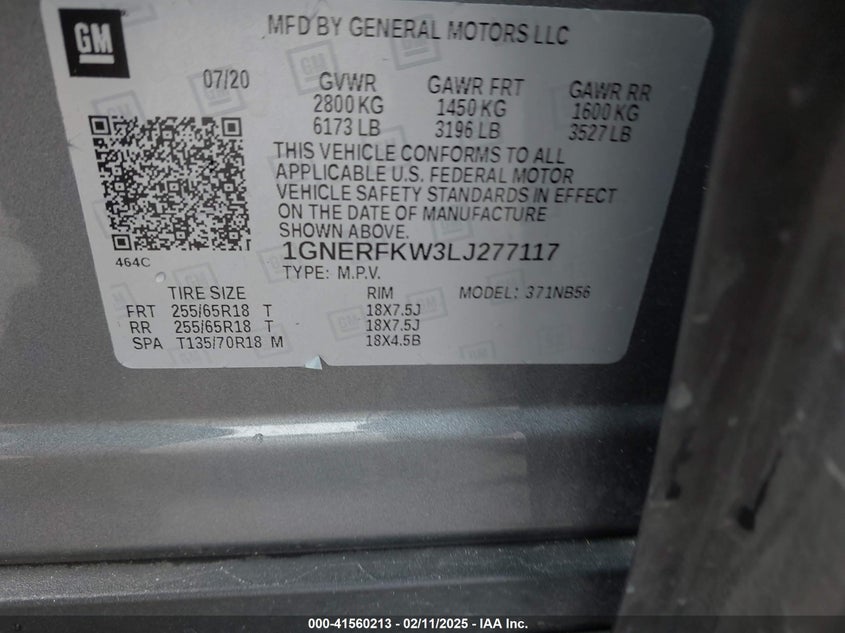 GM
MFD BY GENERAL MOTORS LLC
07/20 GVWR GAWR FRT GAWR RR
2800 KG 1450 KG 1600 KG
6173 LB 3196 LB 3527 LB
THIS VEHICLE CONFORMS TO ALL
APPLICABLE U.S. FEDERAL MOTOR
VEHICLE SAFETY STANDARDS IN EFFECT
ON THE DATE OF MANUFACTURE
SHOWN ABOVE.
1GNERFKW3LJ277117
464C
TYPE: M.P.V.
TIRE SIZE RIM MODEL: 371NB56
FRT 255/65R18 T 18X7.5J
RR 255/65R18 T 18X7.5J
SPA T135/70R18 M 18X4.5B
000-41560213 - 02/11/2025 - IAA Inc.